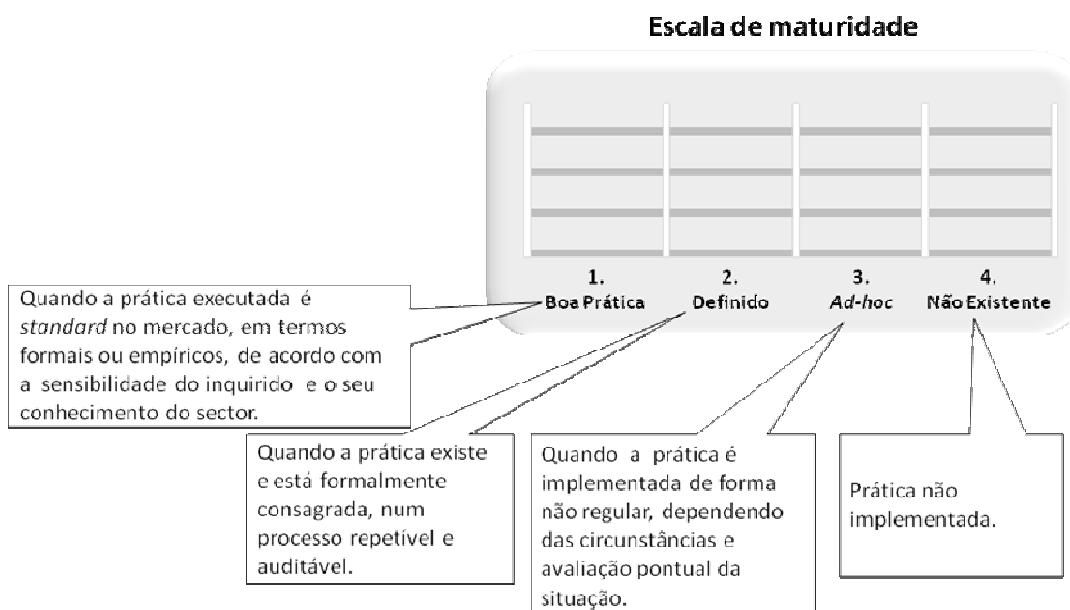 Escala de maturidade
1.
Boa Prática
2.
Definido
3.
Ad-hoc
4.
Não Existente
Quando a prática executada é
standard no mercado, em termos
formais ou empíricos, de acordo com
a sensibilidade do inquirido e o seu
conhecimento do sector.
Quando a prática existe
e está formalmente
consagrada, num
processo repetível e
auditável.
Quando a prática é
implementada de forma
não regular, dependendo
das circunstâncias e
avaliação pontual da
situação.
Prática não
implementada.